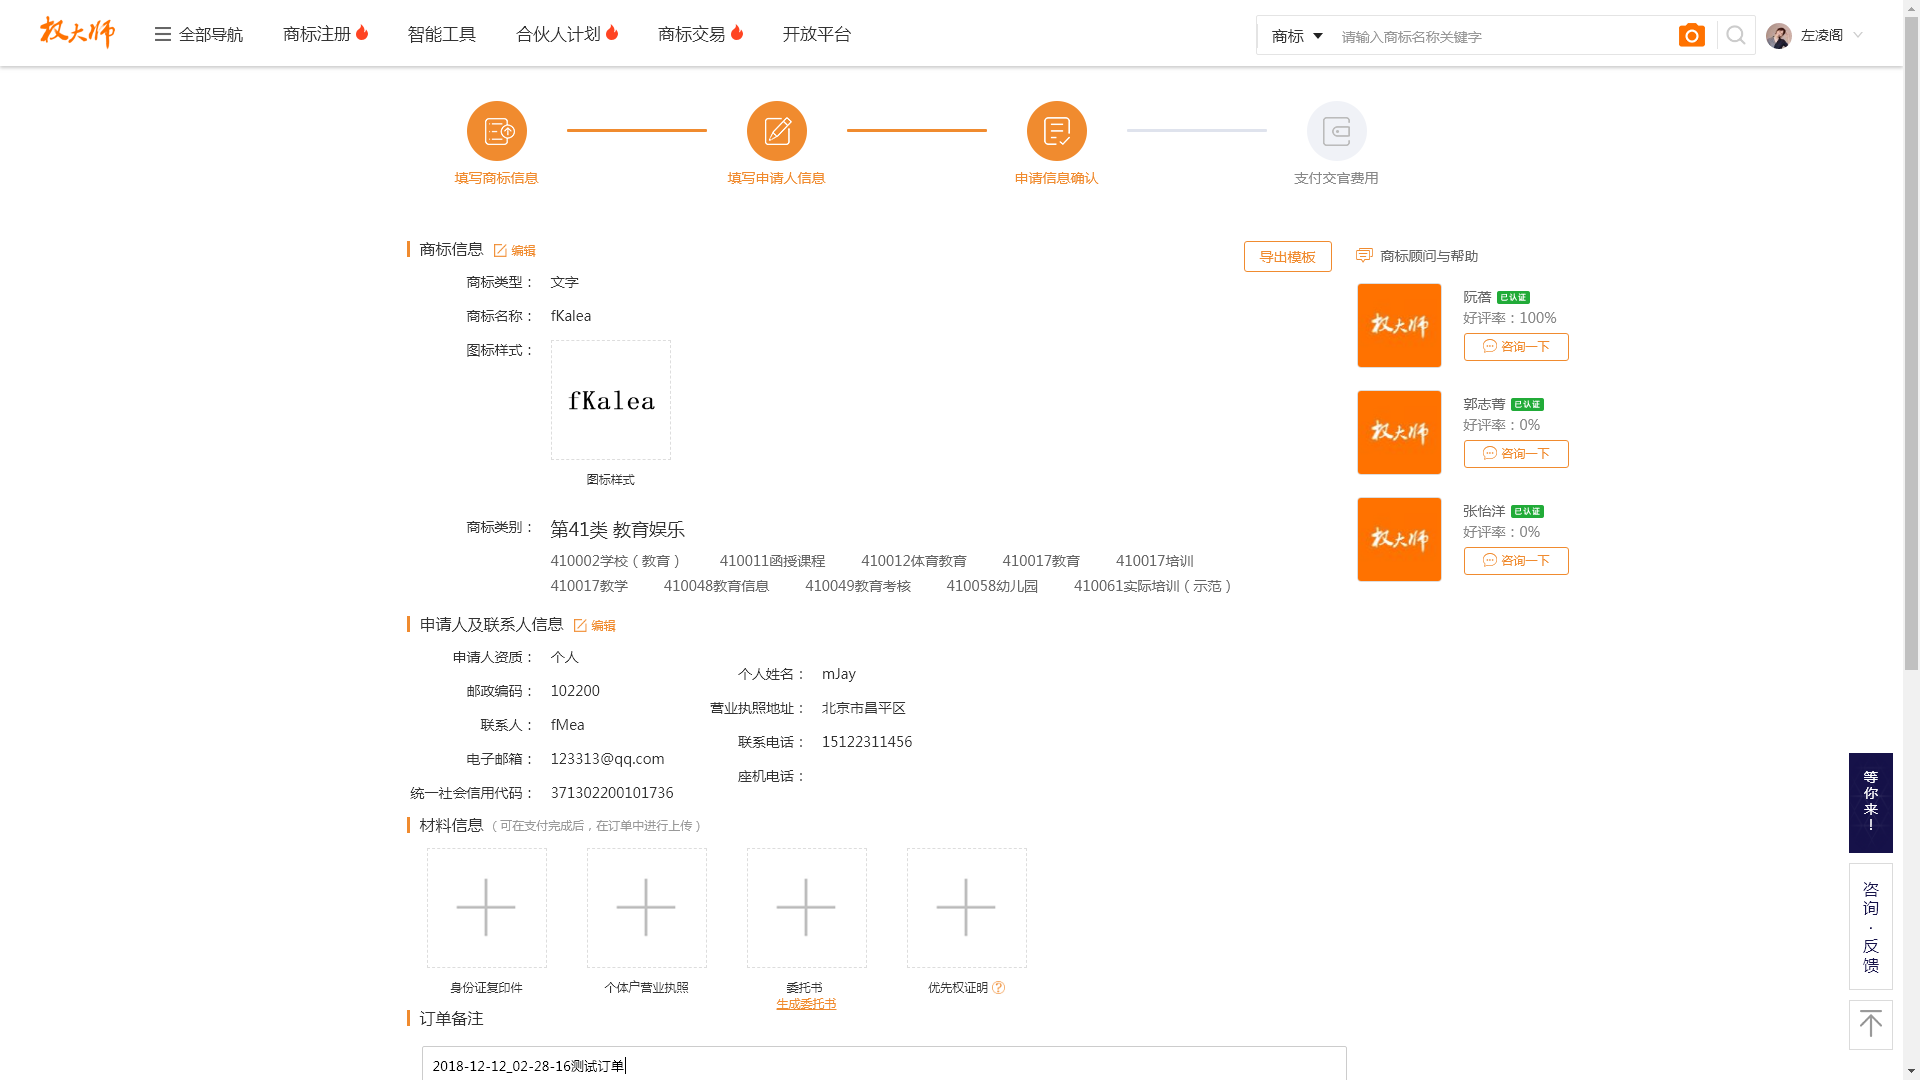 权大师
全部导航 商标注册 智能工具 合伙人计划 商标交易 开放平台
商标 请输入商标名称关键字 左凌阁
填写商标信息 填写申请人信息 申请信息确认 支付交官费用
商标信息 编辑
导出模板
商标类型： 文字
商标名称： fKalea
图标样式：
fKalea
图标样式
商标类别： 第41类 教育娱乐
410002学校（教育） 410011函授课程 410012体育教育 410017教育 410017培训
410017教学 410048教育信息 410049教育考核 410058幼儿园 410061实际培训（示范）
商标顾问与帮助
权大师
阮蓓 已认证
好评率：100%
咨询一下
权大师
郭志菁 已认证
好评率：0%
咨询一下
权大师
张怡洋 已认证
好评率：0%
咨询一下
申请人及联系人信息 编辑
申请人资质： 个人
邮政编码： 102200
联系人： fMea
电子邮箱： 123313@qq.com
统一社会信用代码： 371302200101736
个人姓名： mJay
营业执照地址： 北京市昌平区
联系电话： 15122311456
座机电话：
材料信息 （可在支付完成后，在订单中进行上传）
身份证复印件 个体户营业执照 委托书 优先权证明 ?
生成委托书
订单备注
2018-12-12_02-28-16测试订单
等你来！
咨询·反馈